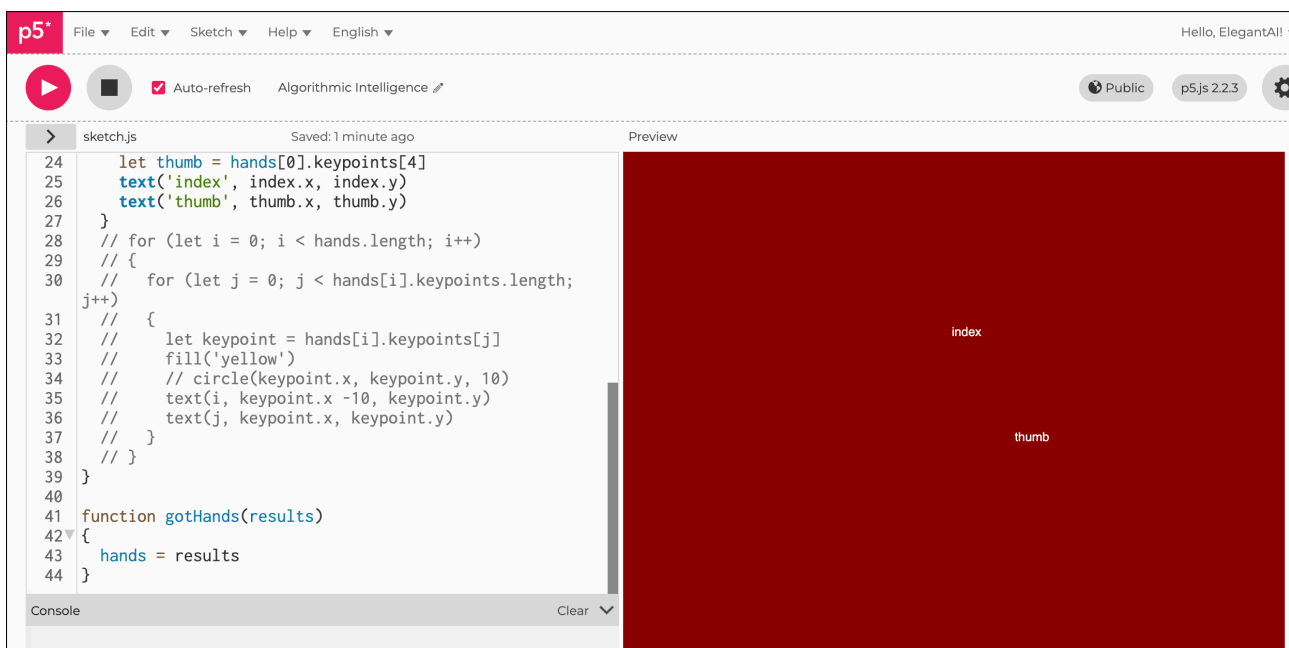 p5*
File Edit Sketch Help English Hello, ElegantAI!
Auto-refresh Algorithmic Intelligence Public p5.js 2.2.3
sketch.js Saved: 1 minute ago Preview
24     let thumb = hands[0].keypoints[4]
25     text('index', index.x, index.y)
26     text('thumb', thumb.x, thumb.y)
27   }
28   // for (let i = 0; i < hands.length; i++)
29   // {
30   //   for (let j = 0; j < hands[i].keypoints.length;
j++)
31   //   {
32   //     let keypoint = hands[i].keypoints[j]
33   //     fill('yellow')
34   //     // circle(keypoint.x, keypoint.y, 10)
35   //     text(i, keypoint.x -10, keypoint.y)
36   //     text(j, keypoint.x, keypoint.y)
37   //   }
38   // }
39 }
40
41 function gotHands(results)
42 {
43   hands = results
44 }
Console Clear
index
thumb